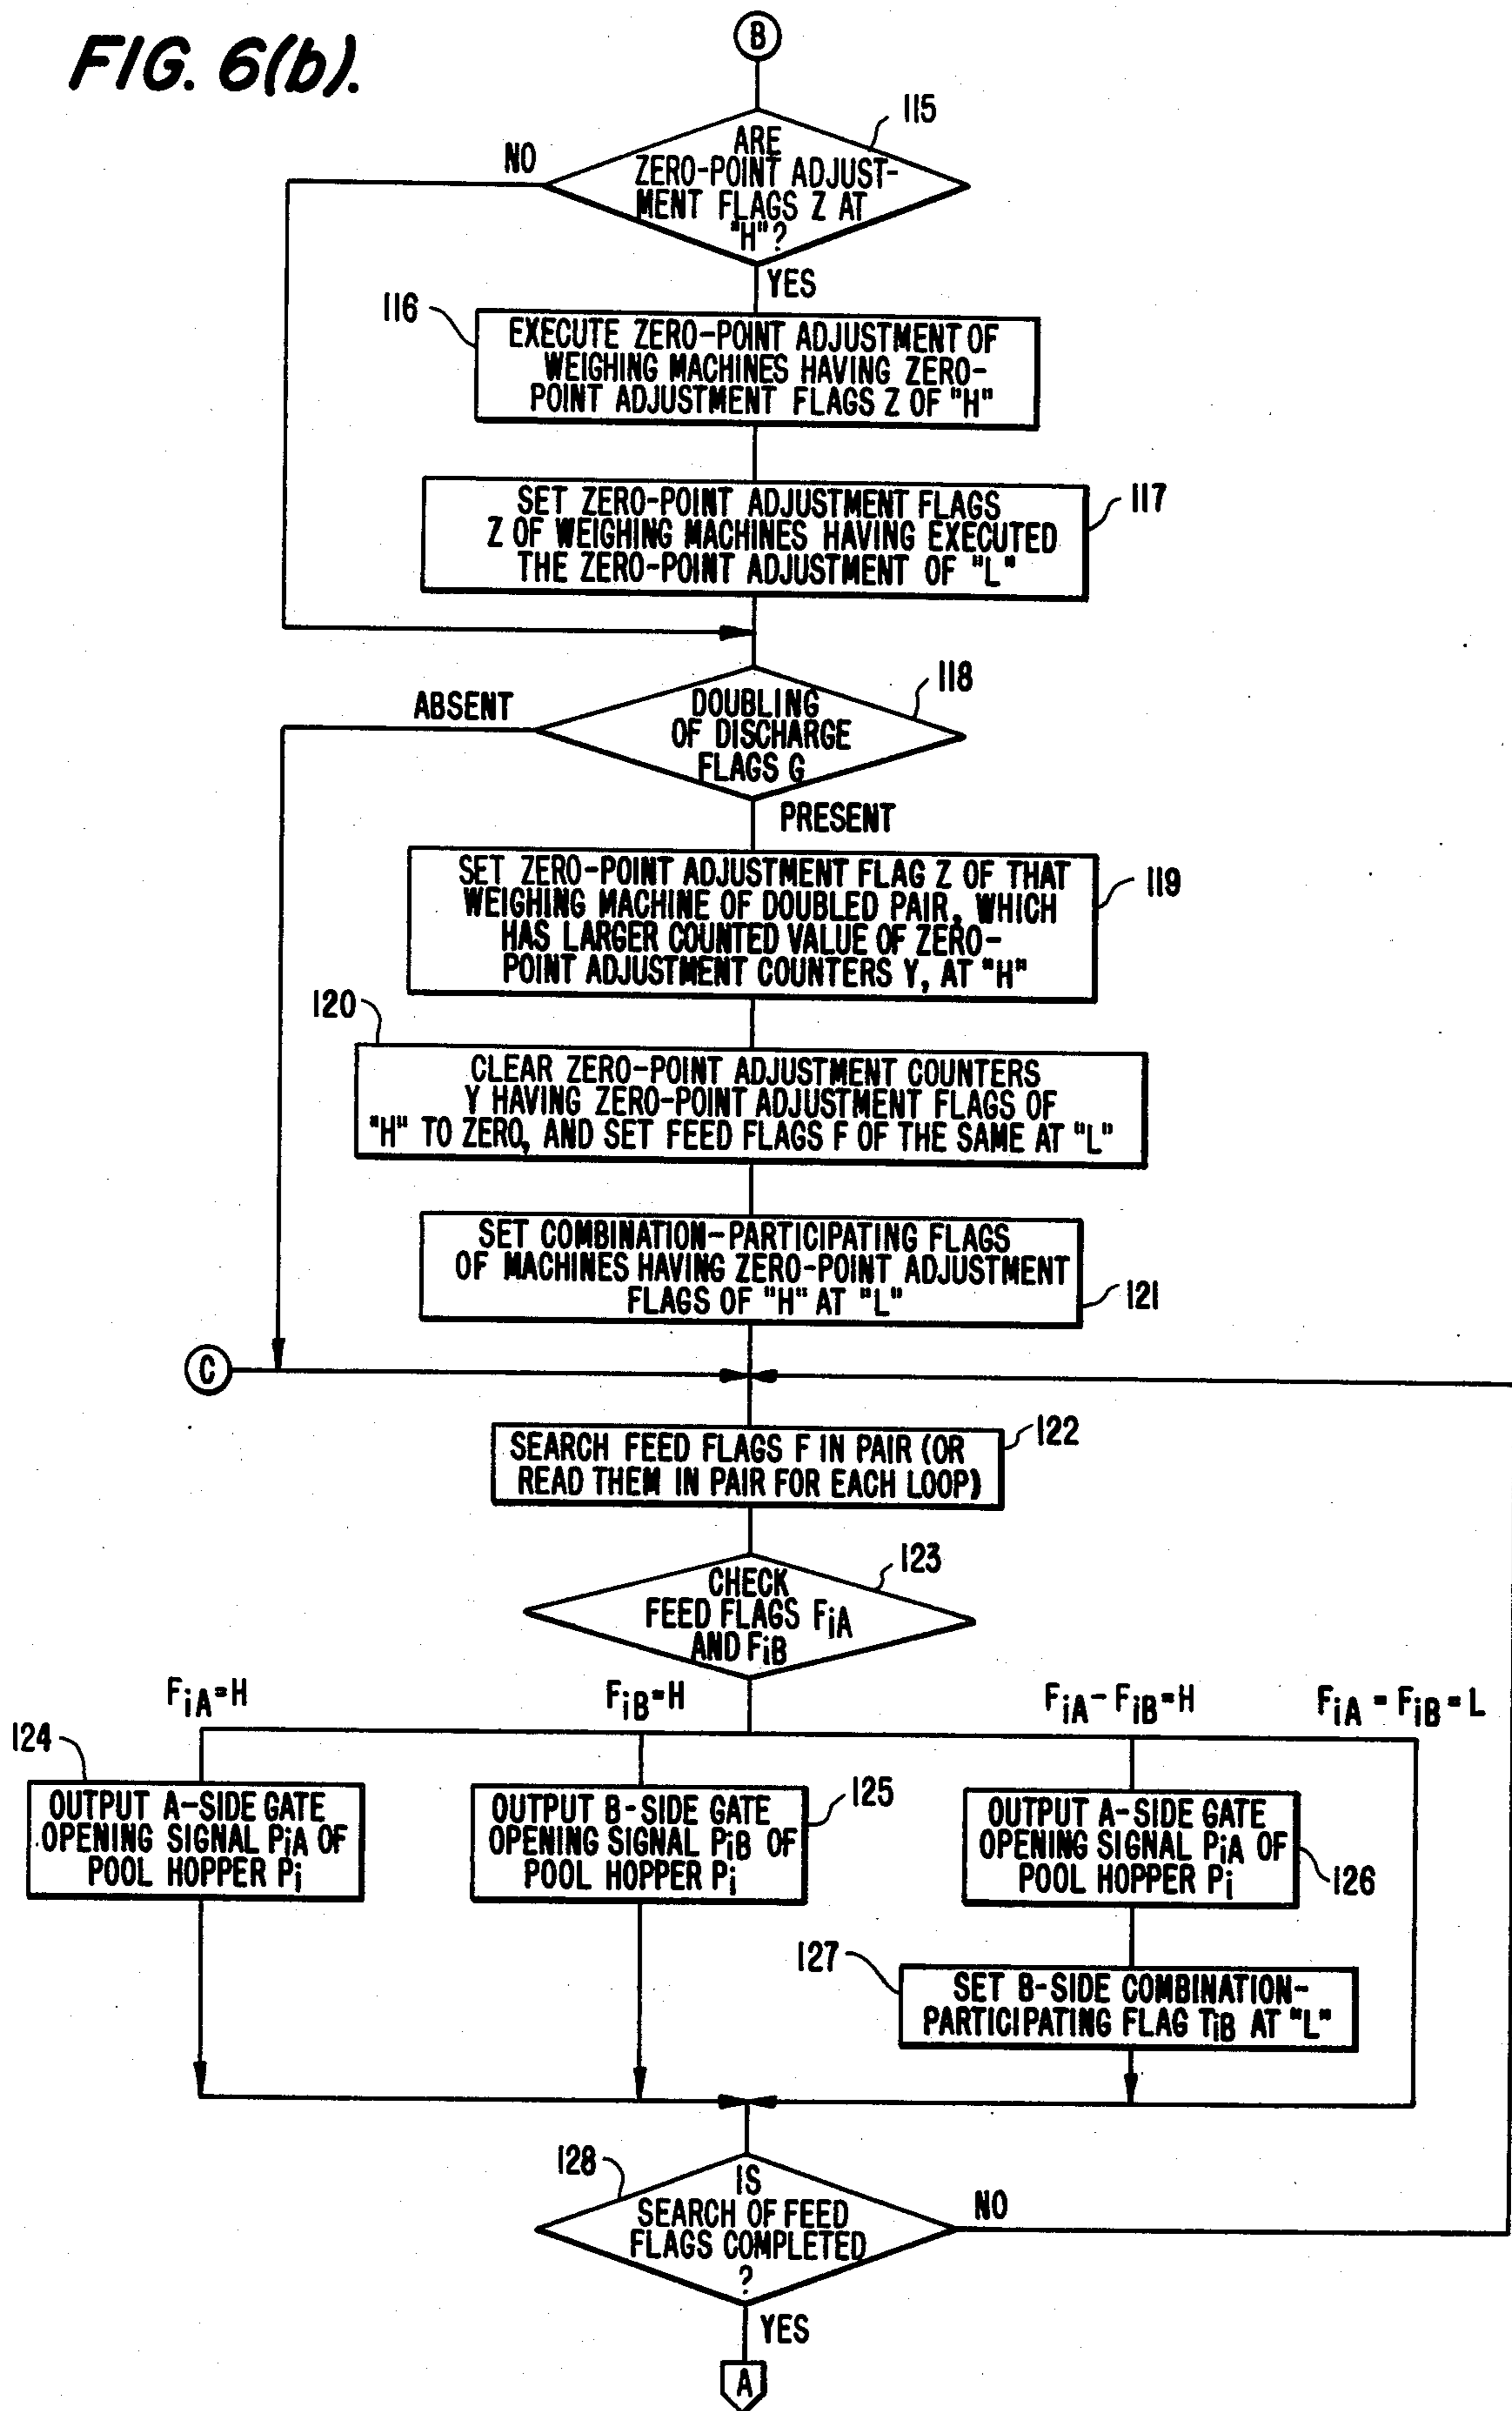 FIG. 6(b).
B
115
ARE
ZERO-POINT ADJUST-
MENT FLAGS Z AT
"H"?
NO
YES
116
EXECUTE ZERO-POINT ADJUSTMENT OF
WEIGHING MACHINES HAVING ZERO-
POINT ADJUSTMENT FLAGS Z OF "H"
117
SET ZERO-POINT ADJUSTMENT FLAGS
Z OF WEIGHING MACHINES HAVING EXECUTED
THE ZERO-POINT ADJUSTMENT OF "L"
118
ABSENT
DOUBLING
OF DISCHARGE
FLAGS G
PRESENT
SET ZERO-POINT ADJUSTMENT FLAG Z OF THAT
WEIGHING MACHINE OF DOUBLED PAIR, WHICH
HAS LARGER COUNTED VALUE OF ZERO-
POINT ADJUSTMENT COUNTERS Y, AT "H"
119
120
CLEAR ZERO-POINT ADJUSTMENT COUNTERS
Y HAVING ZERO-POINT ADJUSTMENT FLAGS OF
"H" TO ZERO, AND SET FEED FLAGS F OF THE SAME AT "L"
SET COMBINATION-PARTICIPATING FLAGS
OF MACHINES HAVING ZERO-POINT ADJUSTMENT
FLAGS OF "H" AT "L"
121
C
122
SEARCH FEED FLAGS F IN PAIR (OR
READ THEM IN PAIR FOR EACH LOOP)
123
CHECK
FEED FLAGS FiA
AND FiB
FiA=H
FiB=H
FiA-FiB=H
FiA = FiB=L
124
OUTPUT A-SIDE GATE
OPENING SIGNAL PiA OF
POOL HOPPER Pi
125
OUTPUT B-SIDE GATE
OPENING SIGNAL PiB OF
POOL HOPPER Pi
OUTPUT A-SIDE GATE
OPENING SIGNAL PiA OF
POOL HOPPER Pi
126
127
SET B-SIDE COMBINATION-
PARTICIPATING FLAG TiB AT "L"
128
IS
SEARCH OF FEED
FLAGS COMPLETED
?
NO
YES
A